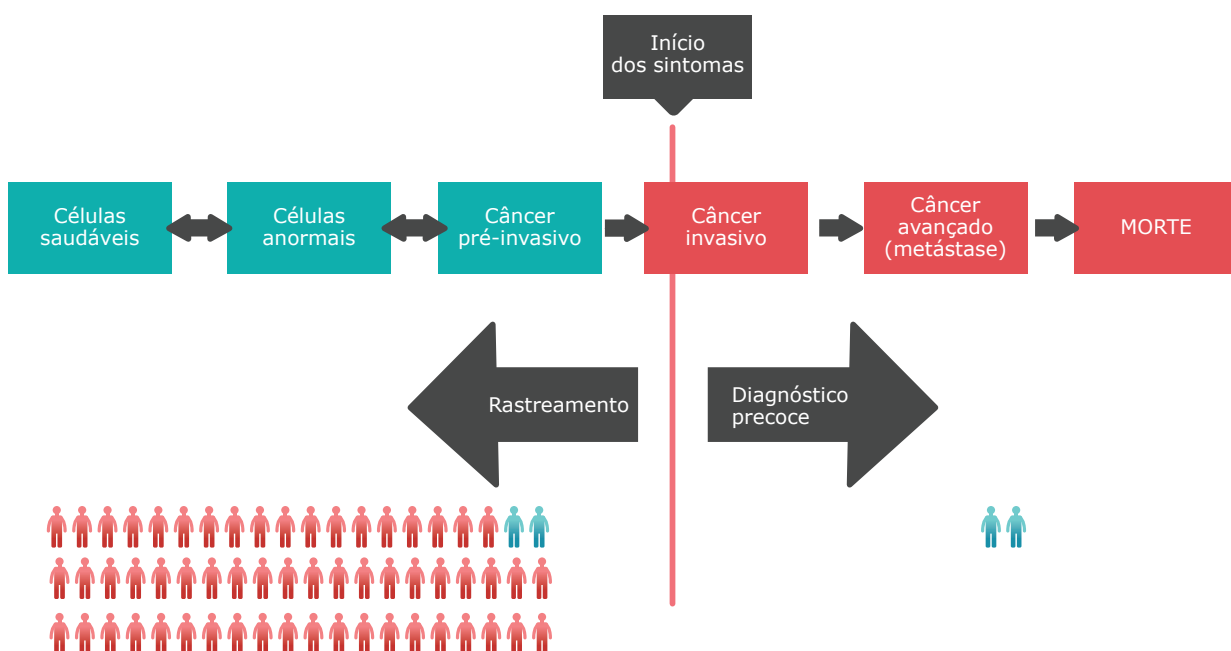 Início
dos sintomas
Células
saudáveis
Células
anormais
Câncer
pré-invasivo
Câncer
invasivo
Câncer
avançado
(metástase)
MORTE
Rastreamento
Diagnóstico
precoce